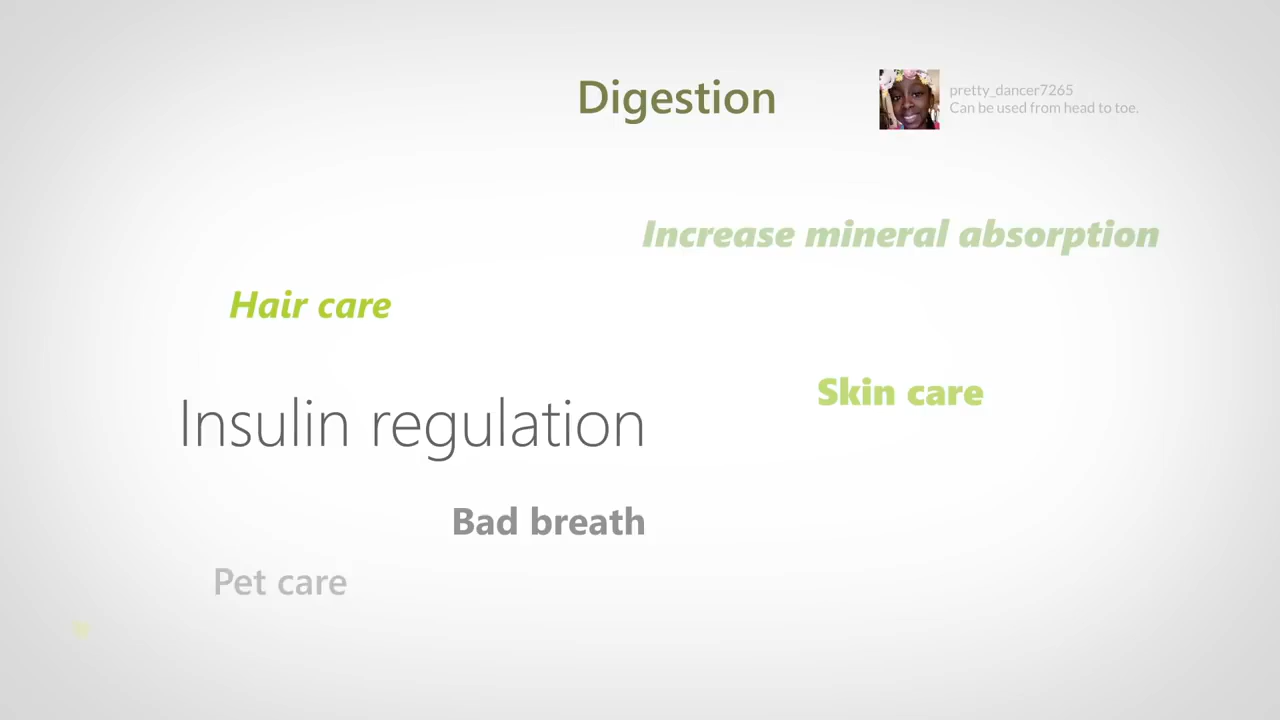 Digestion
pretty_dancer7265
Can be used from head to toe.
Increase mineral absorption
Hair care
Skin care
Insulin regulation
Bad breath
Pet care